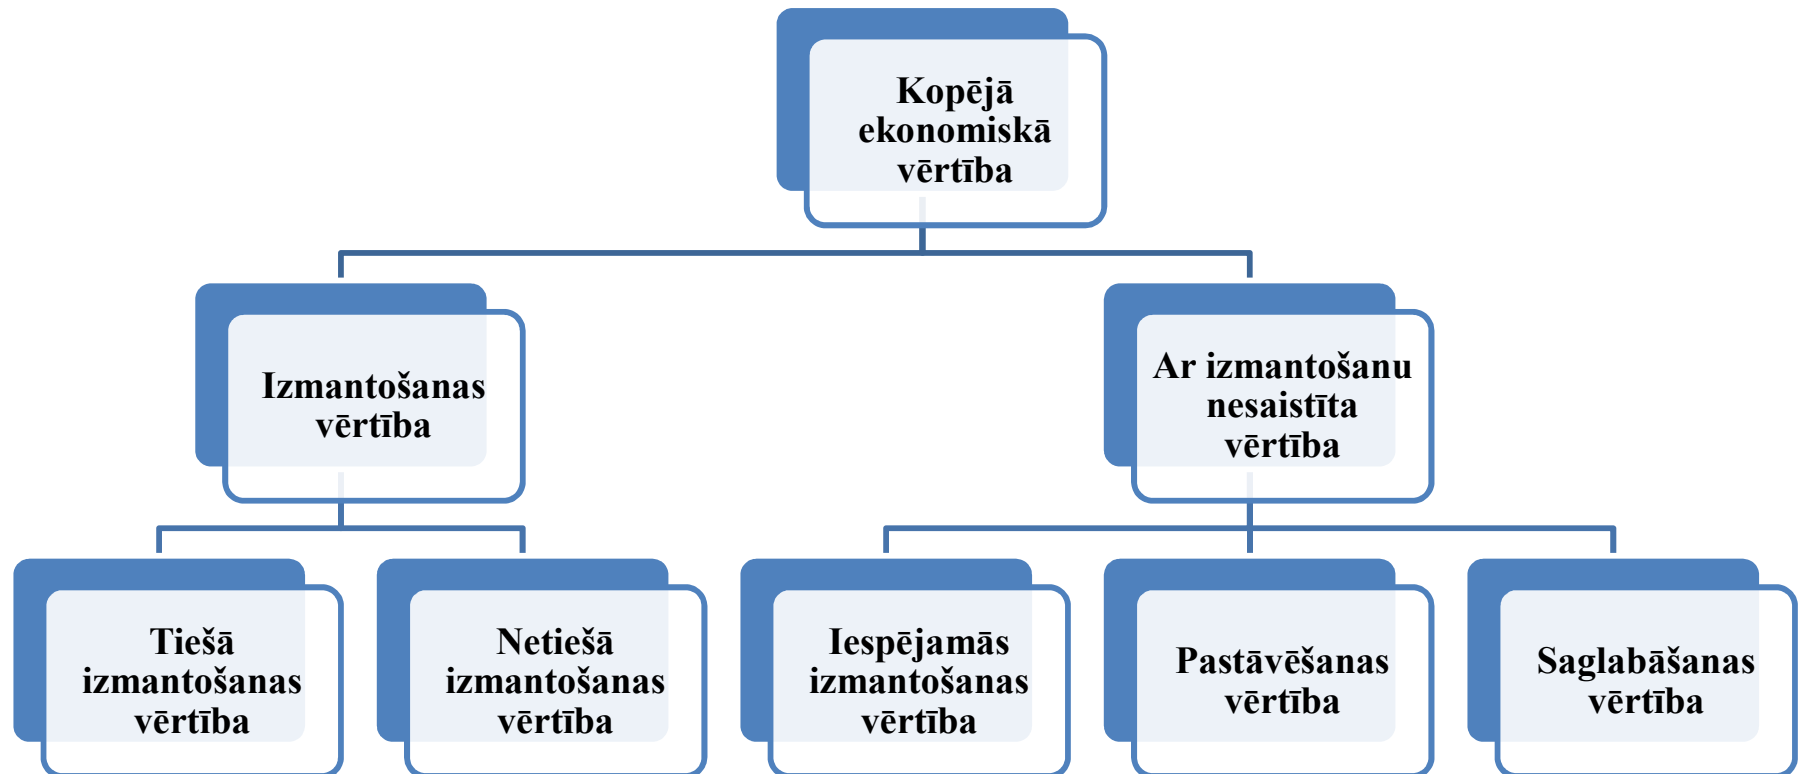 Kopējā
ekonomiskā
vērtība
Izmantošanas
vērtība
Ar izmantošanu
nesaistīta
vērtība
Tiešā
izmantošanas
vērtība
Netiešā
izmantošanas
vērtība
Iespējamās
izmantošanas
vērtība
Pastāvēšanas
vērtība
Saglabāšanas
vērtība